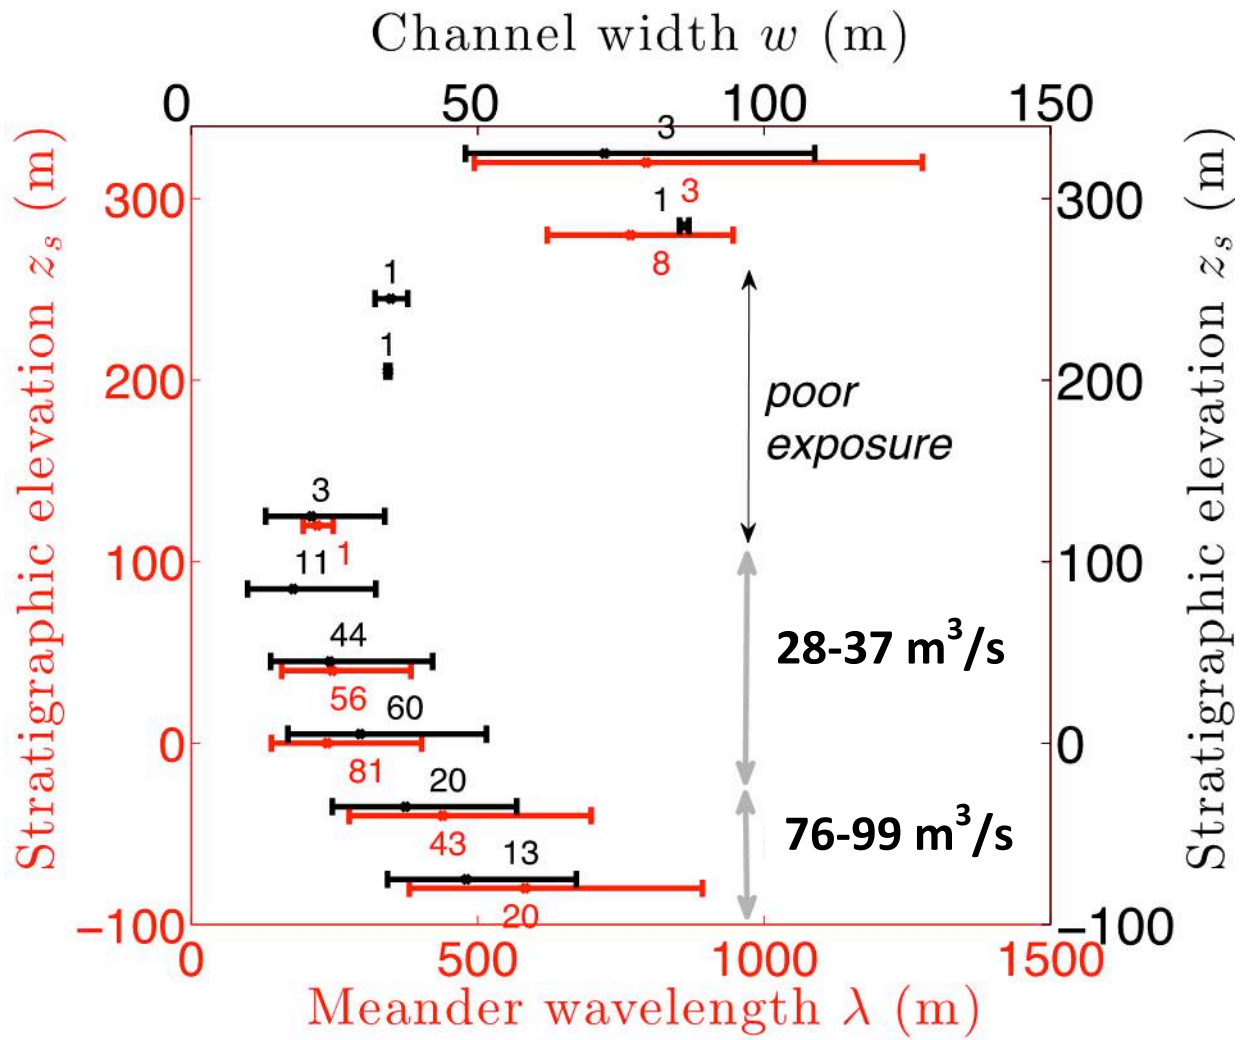 Channel width w (m)
0 50 100 150
3
300 300
3
1
8
1
1
200 200
poor
exposure
3
1
11
100 100
44
28-37 m³/s
56
60
0 0
81
20
76-99 m³/s
43
13
20
−100 −100
0 500 1000 1500
Meander wavelength λ (m)
Stratigraphic elevation zₛ (m)
Stratigraphic elevation zₛ (m)